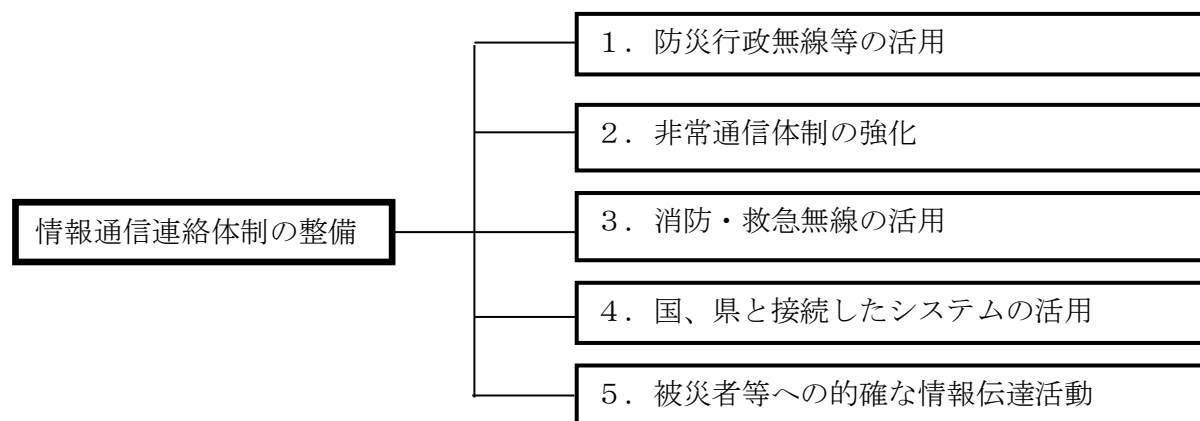 １．防災行政無線等の活用
２．非常通信体制の強化
情報通信連絡体制の整備
３．消防・救急無線の活用
４．国、県と接続したシステムの活用
５．被災者等への的確な情報伝達活動